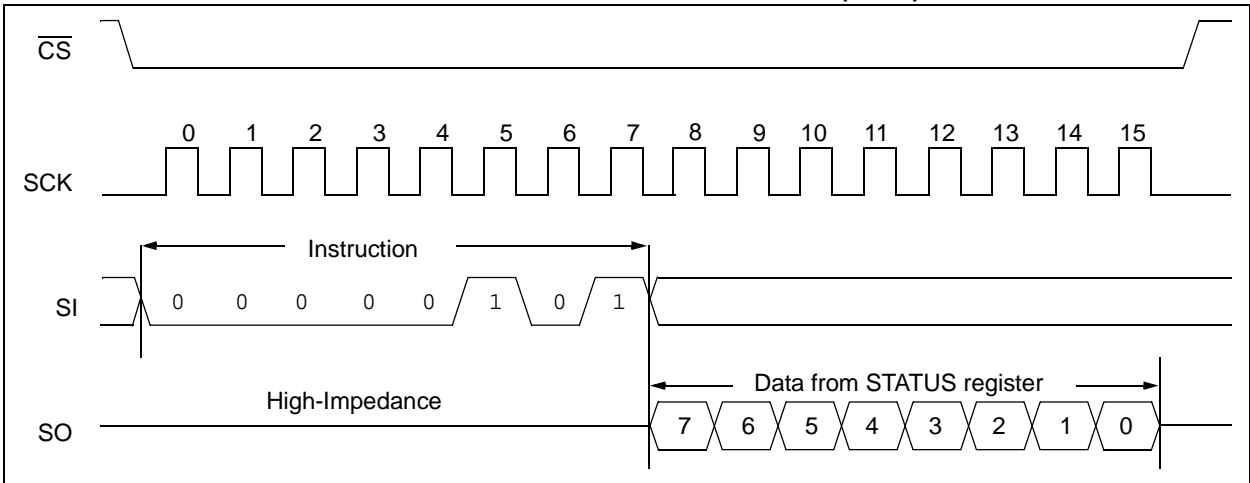 CS
0 1 2 3 4 5 6 7 8 9 10 11 12 13 14 15
SCK
Instruction
SI 0 0 0 0 0 1 0 1
Data from STATUS register
High-Impedance
SO 7 6 5 4 3 2 1 0